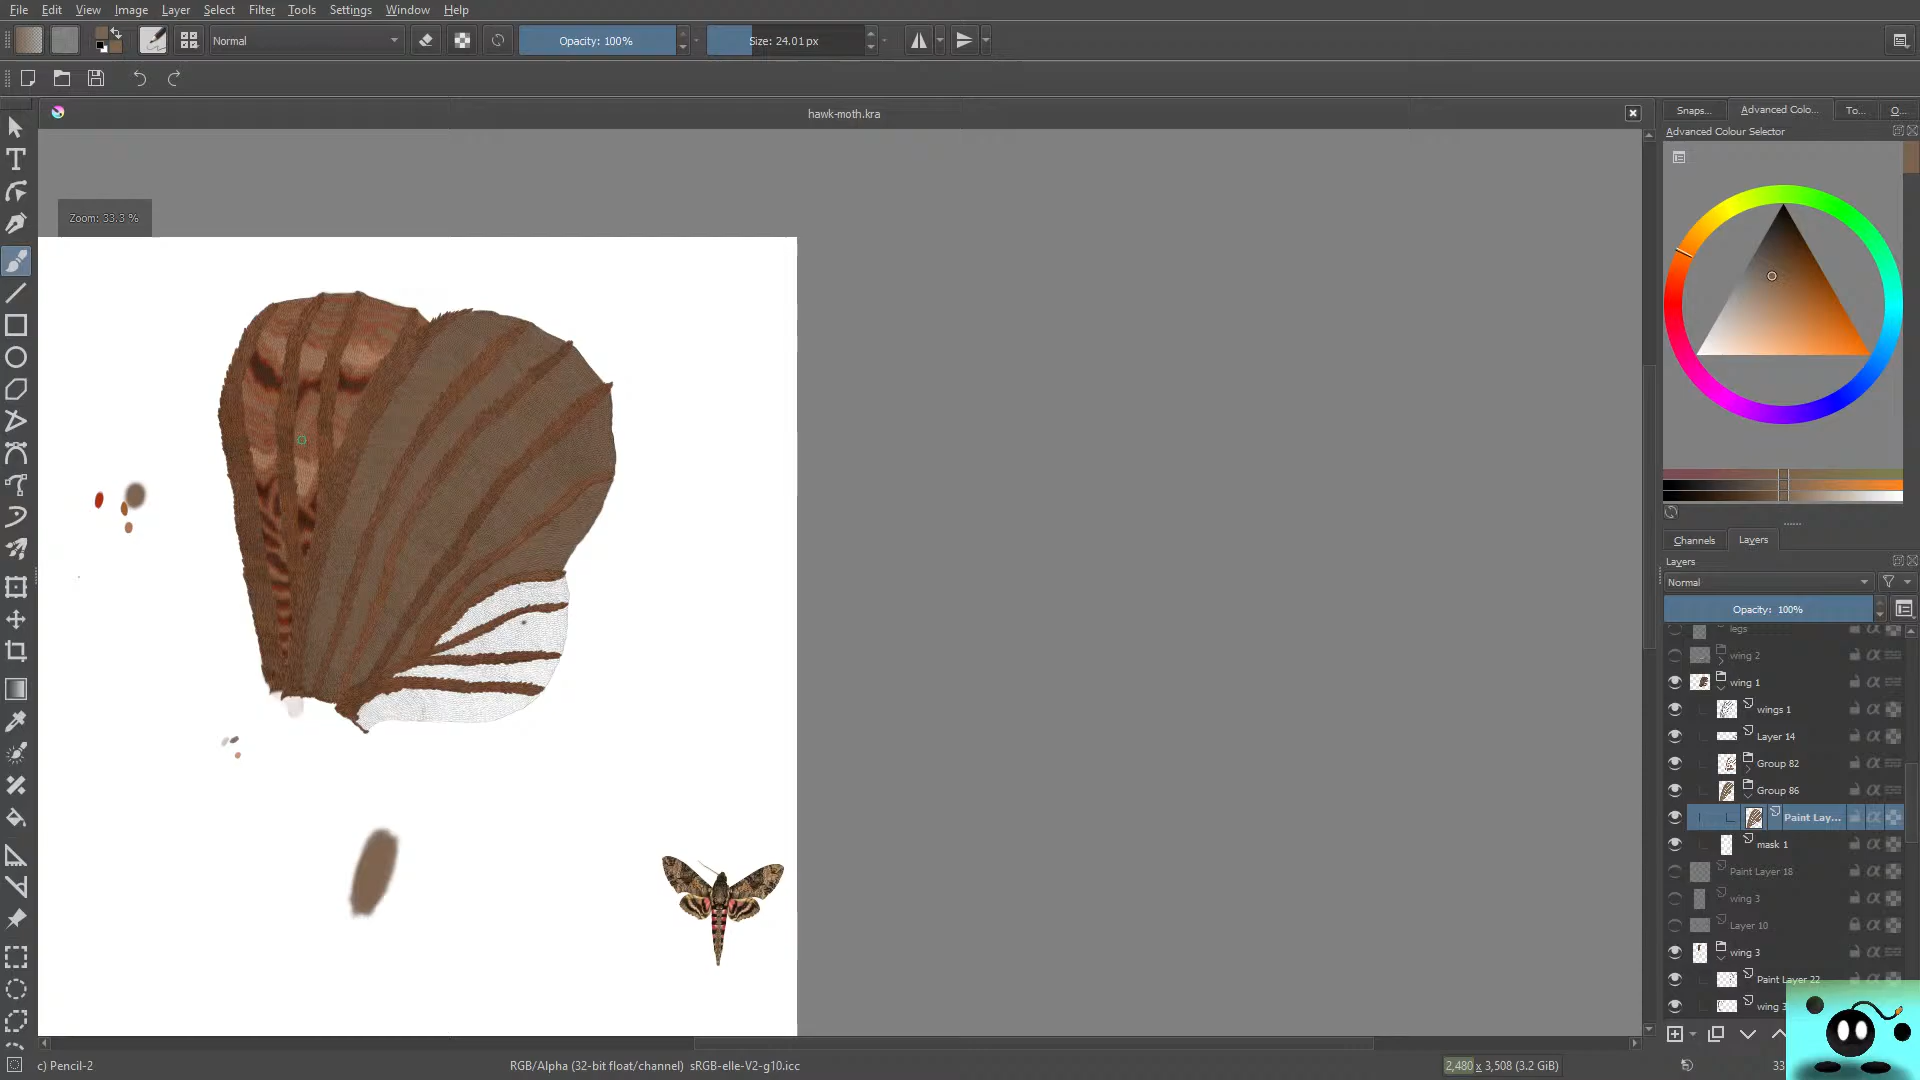 File Edit View Image Layer Select Filter Tools Settings Window Help
Normal
Opacity: 100%
Size: 24.01 px
hawk-moth.kra
Snaps...
Advanced Colo...
To...
O...
Advanced Colour Selector
Zoom: 33.3 %
Channels
Layers
Layers
Normal
Opacity: 100%
legs
wing 2
wing 1
wings 1
Layer 14
Group 82
Group 86
Paint Lay...
mask 1
Paint Layer 18
wing 3
Layer 10
wing 3
Paint Layer 22
wing 3
c) Pencil-2
RGB/Alpha (32-bit float/channel) sRGB-elle-V2-g10.icc
2,480 x 3,508 (3.2 GiB)
33